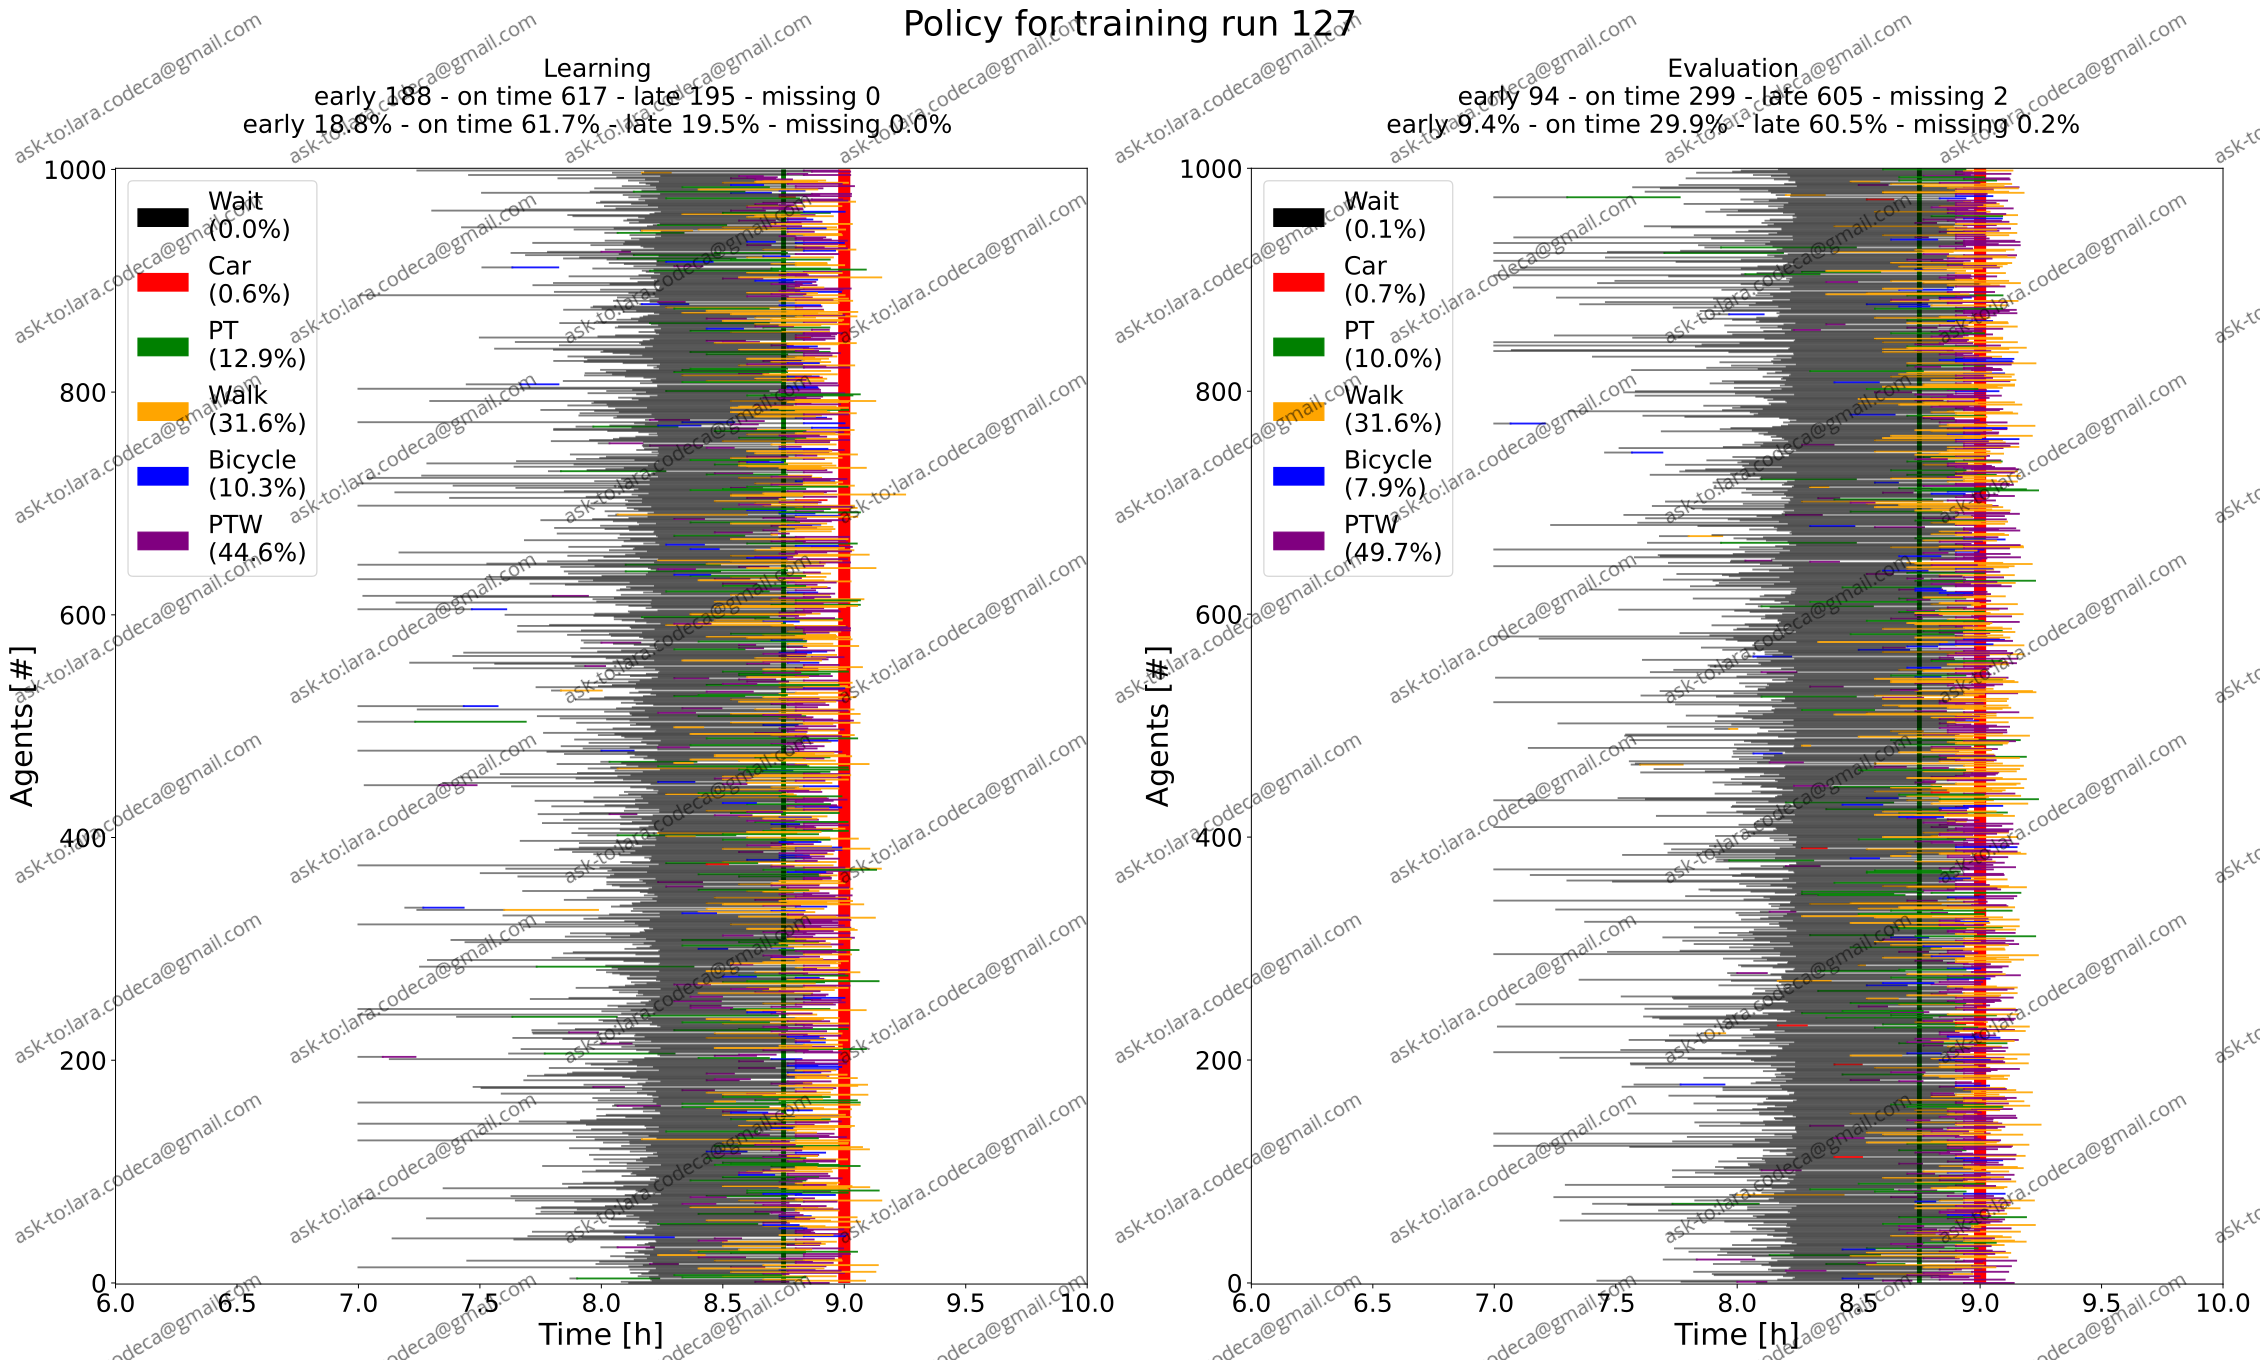 Policy for training run 127
Learning
early 188 - on time 617 - late 195 - missing 0
early 18.8% - on time 61.7% - late 19.5% - missing 0.0%
1000
800
600
400
200
0
Agents [#]
Wait
(0.0%)
Car
(0.6%)
PT
(12.9%)
Walk
(31.6%)
Bicycle
(10.3%)
PTW
(44.6%)
6.0 6.5 7.0 7.5 8.0 8.5 9.0 9.5 10.0
Time [h]
Evaluation
early 94 - on time 299 - late 605 - missing 2
early 9.4% - on time 29.9% - late 60.5% - missing 0.2%
1000
800
600
400
200
0
Agents [#]
Wait
(0.1%)
Car
(0.7%)
PT
(10.0%)
Walk
(31.6%)
Bicycle
(7.9%)
PTW
(49.7%)
6.0 6.5 7.0 7.5 8.0 8.5 9.0 9.5 10.0
Time [h]
ask-to:lara.codeca@gmail.com